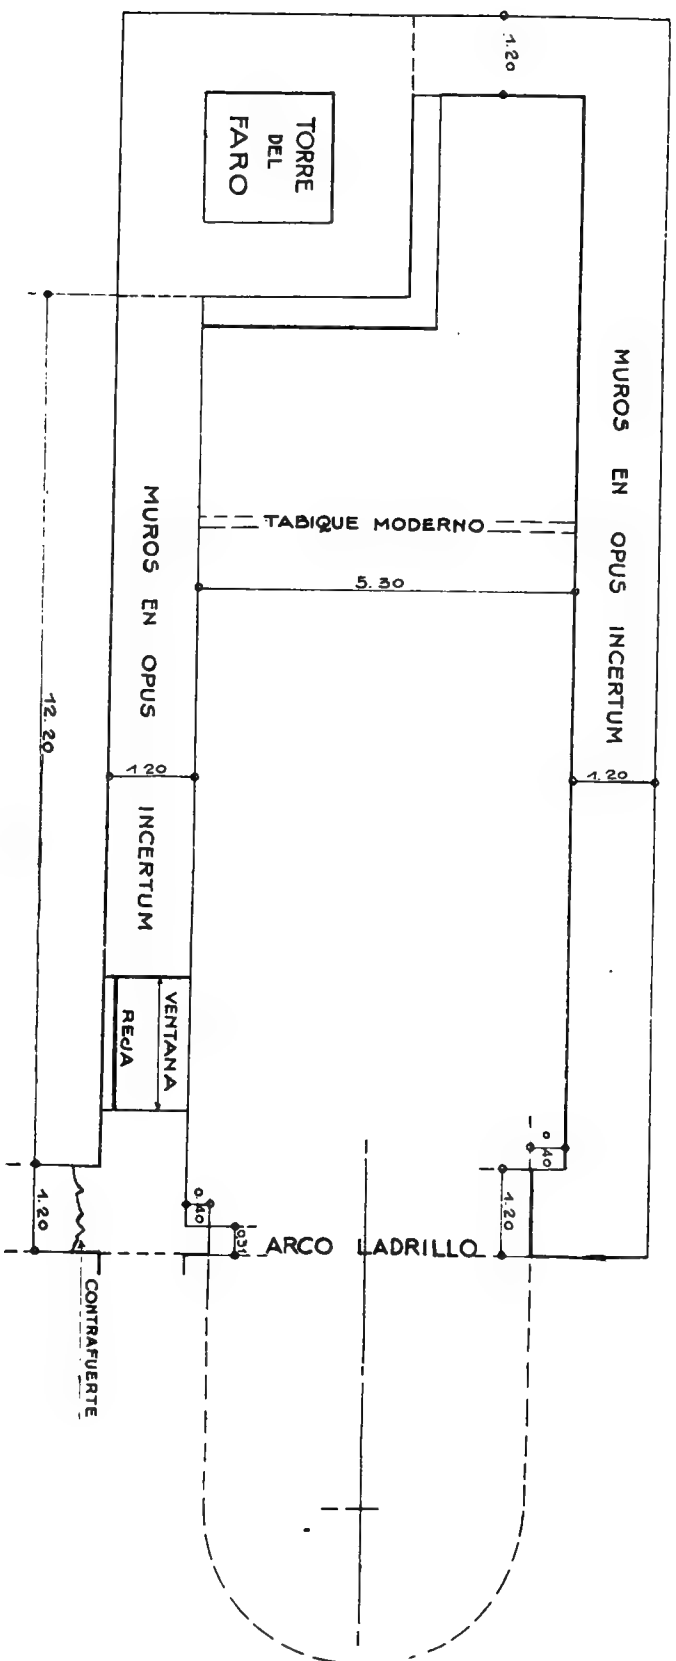 1.20
TORRE
DEL
FARO
MUROS EN OPUS INCERTUM
MUROS EN OPUS INCERTUM
TABIQUE MODERNO
5.30
12.20
1.20
1.20
VENTANA
REJA
0.40
1.20
0.40
1.20
ARCO LADRILLO
CONTRAFUERTE